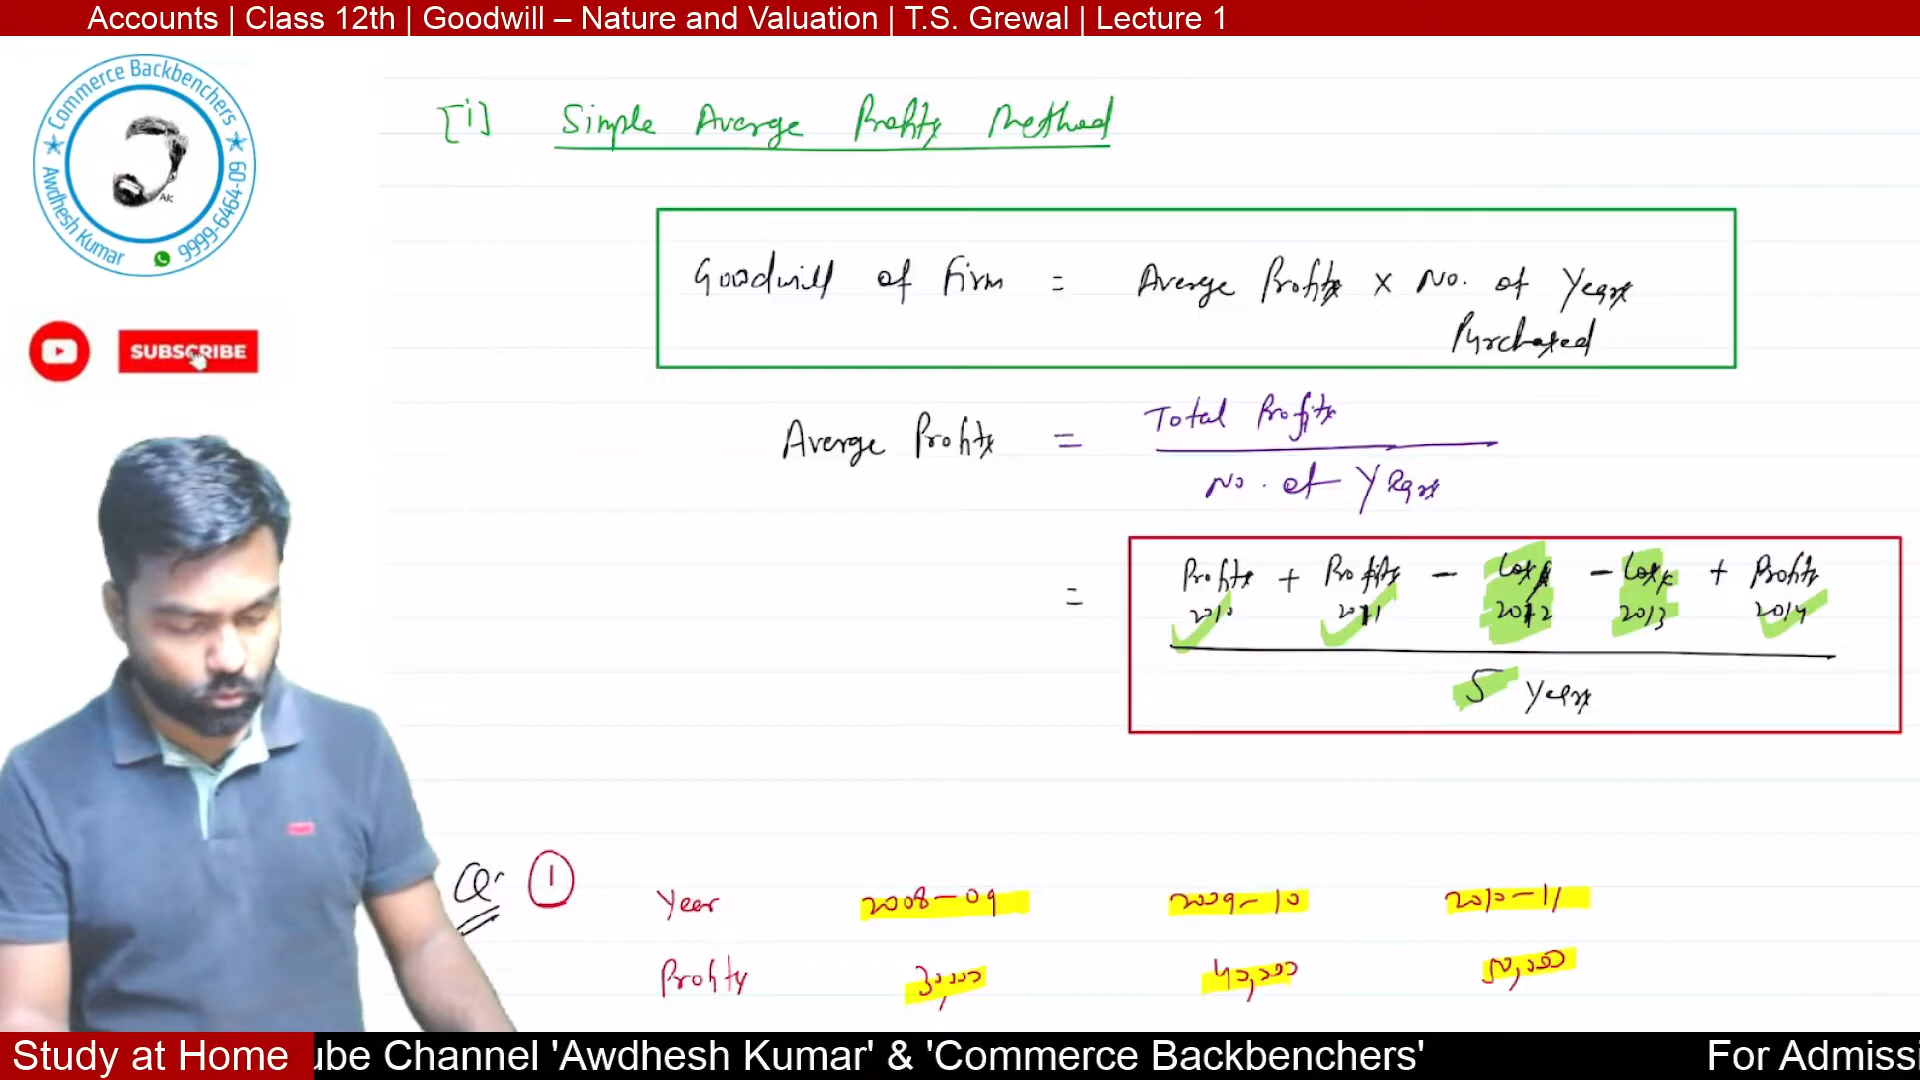 Accounts | Class 12th | Goodwill – Nature and Valuation | T.S. Grewal | Lecture 1
Commerce Backbenchers
Awdhesh Kumar
9999-6464-09
AK
SUBSCRIBE
[i] Simple Average Profits Method
Goodwill of Firm = Average Profits × No. of Years
Purchased
Average Profits = Total Profits
No. of Years
= Profits + Profits - Loss - Loss + Profits
2010 2011 2012 2013 2014
5 Years
Q. 1 Year 2008-09 2009-10 2010-11
Profits 30,000 40,000 50,000
Study at Home ube Channel 'Awdhesh Kumar' & 'Commerce Backbenchers' For Admissi